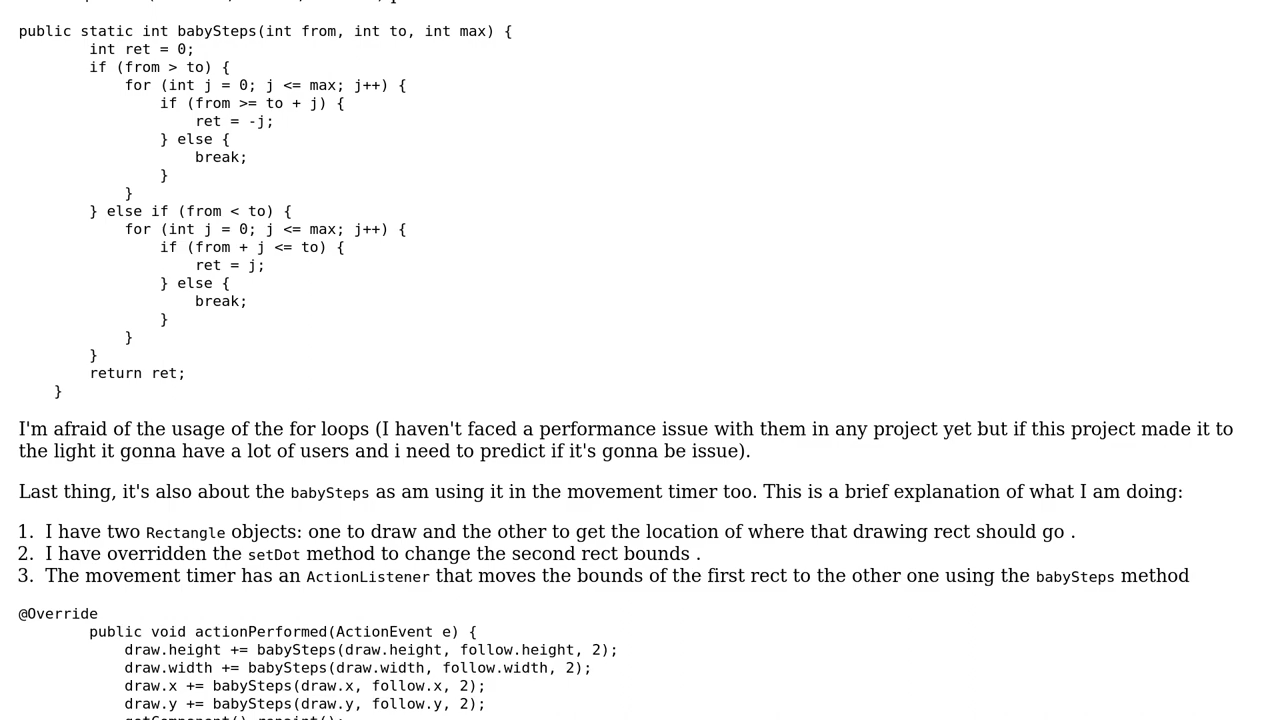 public static int babySteps(int from, int to, int max) {
        int ret = 0;
        if (from > to) {
            for (int j = 0; j <= max; j++) {
                if (from >= to + j) {
                    ret = -j;
                } else {
                    break;
                }
            }
        } else if (from < to) {
            for (int j = 0; j <= max; j++) {
                if (from + j <= to) {
                    ret = j;
                } else {
                    break;
                }
            }
        }
        return ret;
    }
I'm afraid of the usage of the for loops (I haven't faced a performance issue with them in any project yet but if this project made it to
the light it gonna have a lot of users and i need to predict if it's gonna be issue).
Last thing, it's also about the babySteps as am using it in the movement timer too. This is a brief explanation of what I am doing:
1. I have two Rectangle objects: one to draw and the other to get the location of where that drawing rect should go .
2. I have overridden the setDot method to change the second rect bounds .
3. The movement timer has an ActionListener that moves the bounds of the first rect to the other one using the babySteps method
@Override
        public void actionPerformed(ActionEvent e) {
            draw.height += babySteps(draw.height, follow.height, 2);
            draw.width += babySteps(draw.width, follow.width, 2);
            draw.x += babySteps(draw.x, follow.x, 2);
            draw.y += babySteps(draw.y, follow.y, 2);